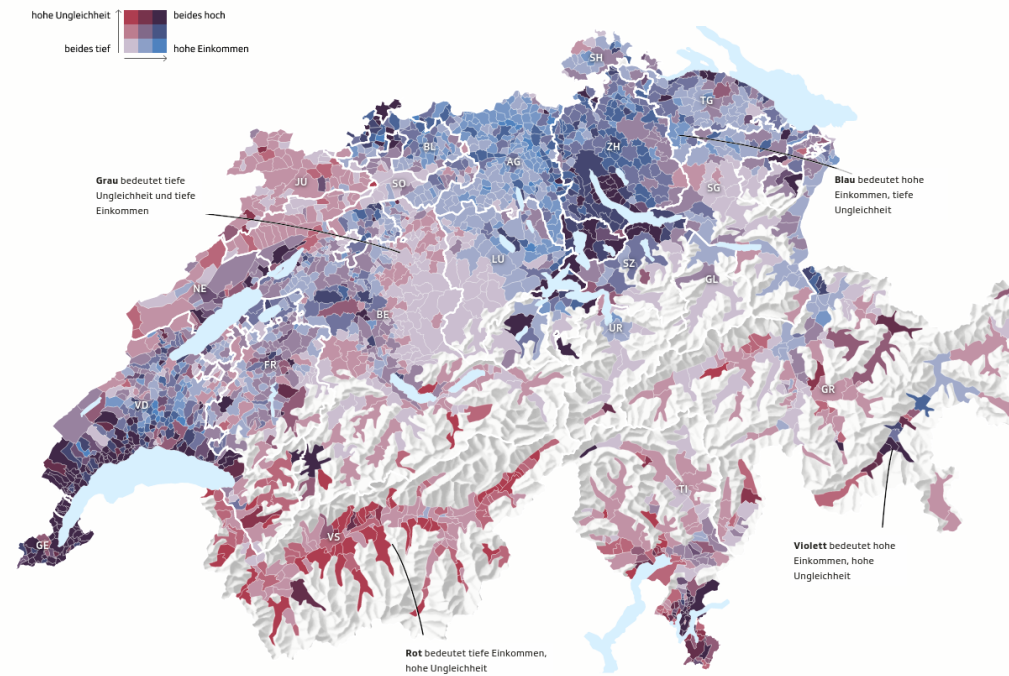 hohe Ungleichheit
beides hoch
beides tief
hohe Einkommen
SH
TG
BL
ZH
AG
Grau bedeutet tiefe
Ungleichheit und tiefe
Einkommen
JU
SO
SG
Blau bedeutet hohe
Einkommen, tiefe
Ungleichheit
NE
LU
SZ
GL
BE
UR
FR
GR
VD
TI
VS
GE
Violett bedeutet hohe
Einkommen, hohe
Ungleichheit
Rot bedeutet tiefe Einkommen,
hohe Ungleichheit